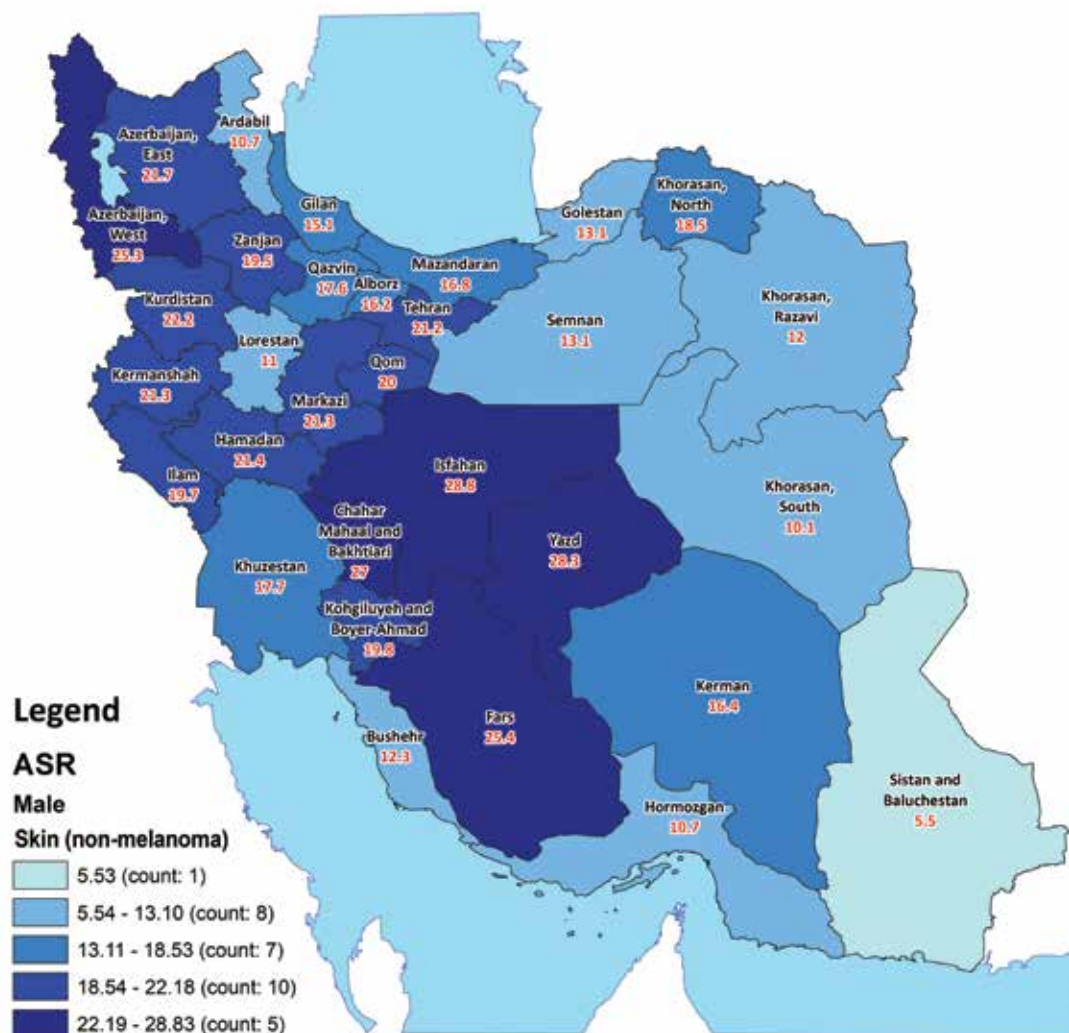 Ardabil
10.7
Azerbaijan,
East
21.7
Gilan
15.1
Golestan
13.1
Khorasan,
North
18.5
Azerbaijan,
West
25.3
Zanjan
19.5
Qazvin
17.6
Alborz
16.2
Mazandaran
16.8
Tehran
21.2
Kurdistan
22.2
Semnan
13.1
Khorasan,
Razavi
12
Lorestan
11
Qom
20
Kermanshah
21.3
Markazi
21.3
Hamadan
21.4
Ilam
19.7
Isfahan
28.8
Khorasan,
South
10.1
Chahar
Mahaal and
Bakhtiari
27
Yazd
28.3
Khuzestan
17.7
Kohgiluyeh and
Boyer-Ahmad
19.8
Kerman
16.4
Fars
25.4
Bushehr
12.3
Hormozgan
10.7
Sistan and
Baluchestan
5.5
Legend
ASR
Male
Skin (non-melanoma)
5.53 (count: 1)
5.54 - 13.10 (count: 8)
13.11 - 18.53 (count: 7)
18.54 - 22.18 (count: 10)
22.19 - 28.83 (count: 5)